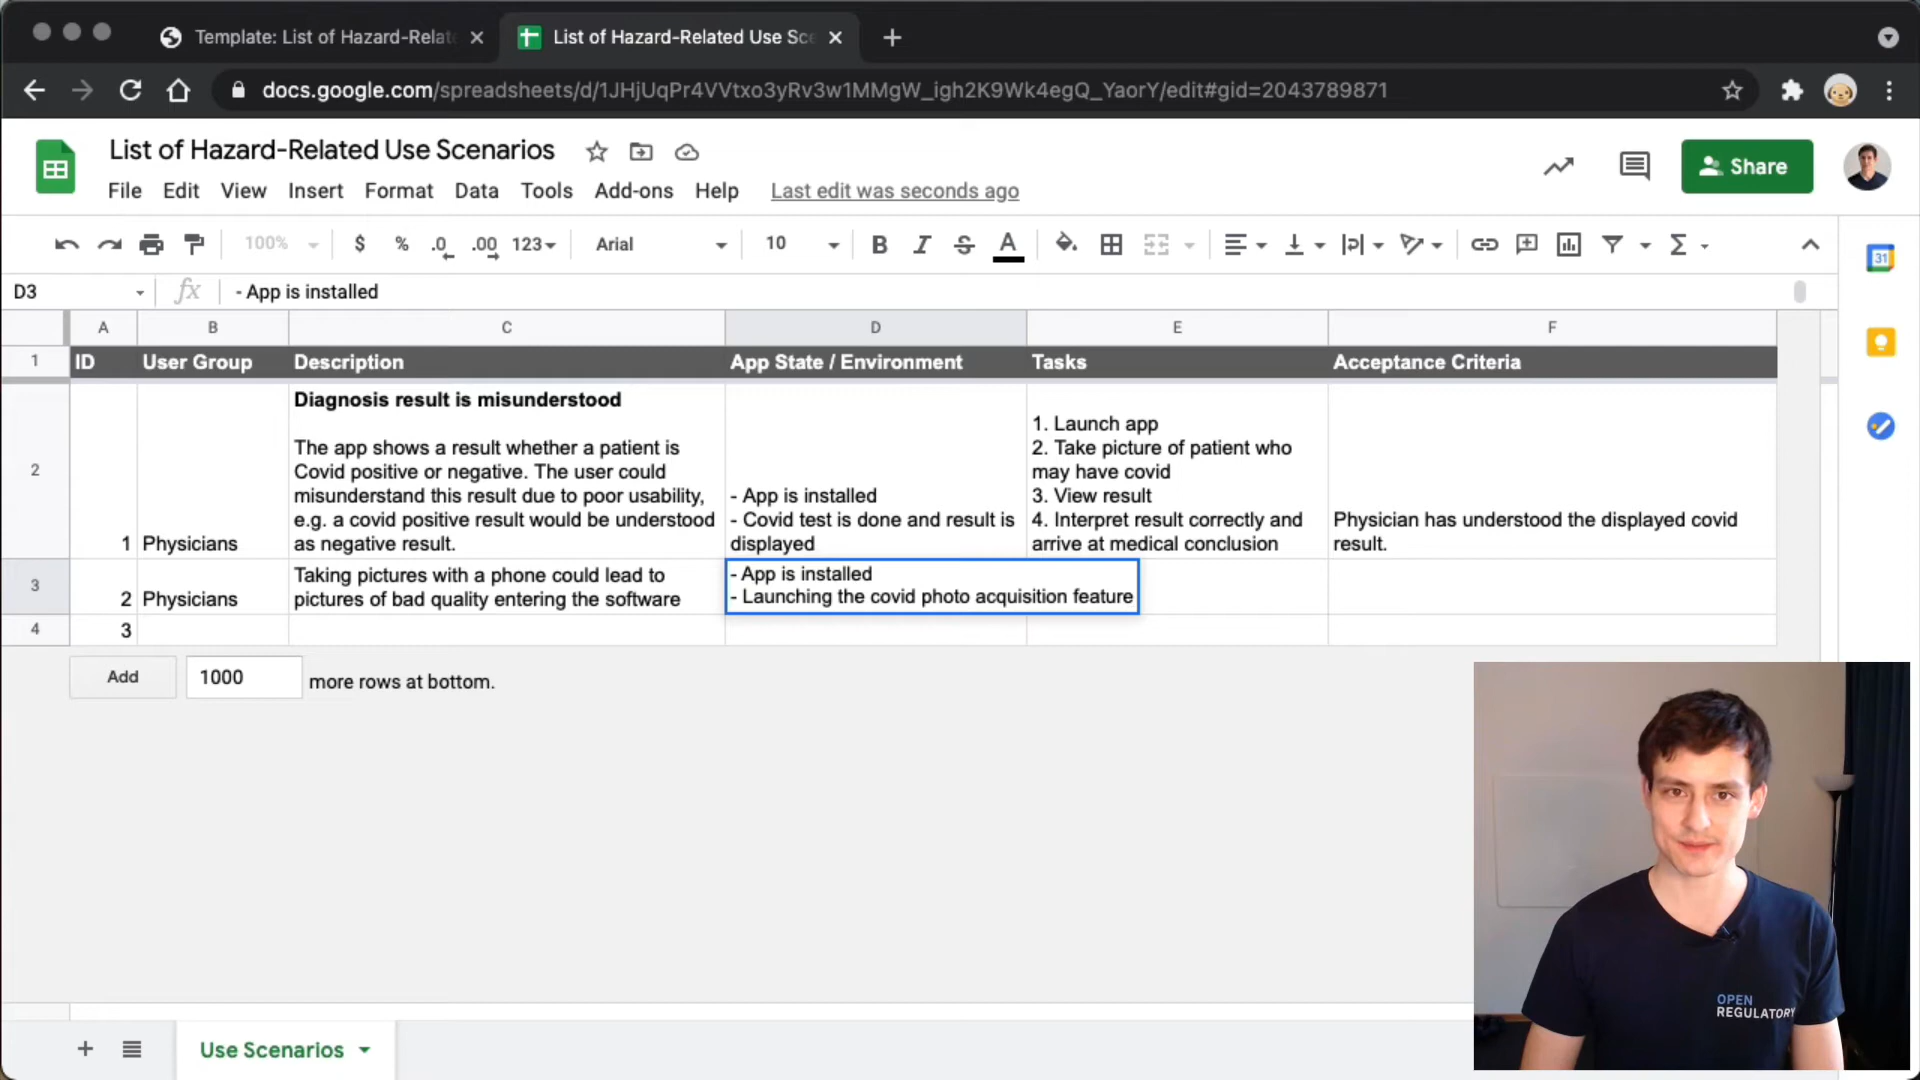 Template: List of Hazard-Relate
List of Hazard-Related Use Sce
docs.google.com/spreadsheets/d/1JHjUqPr4VVtxo3yRv3w1MMgW_igh2K9Wk4egQ_YaorY/edit#gid=2043789871
List of Hazard-Related Use Scenarios
File Edit View Insert Format Data Tools Add-ons Help Last edit was seconds ago
Share
100% $ % .0 .00 123 Arial 10 B I S A Σ
31
D3 fx - App is installed
A B C D E F
1 ID User Group Description App State / Environment Tasks Acceptance Criteria
Diagnosis result is misunderstood
The app shows a result whether a patient is
Covid positive or negative. The user could
misunderstand this result due to poor usability,
e.g. a covid positive result would be understood
as negative result.
- App is installed
- Covid test is done and result is
displayed
1. Launch app
2. Take picture of patient who
may have covid
3. View result
4. Interpret result correctly and
arrive at medical conclusion
Physician has understood the displayed covid
result.
2
1 Physicians
3
2 Physicians
Taking pictures with a phone could lead to
pictures of bad quality entering the software
- App is installed
- Launching the covid photo acquisition feature
4 3
Add 1000 more rows at bottom.
Use Scenarios
OPEN
REGULATORY